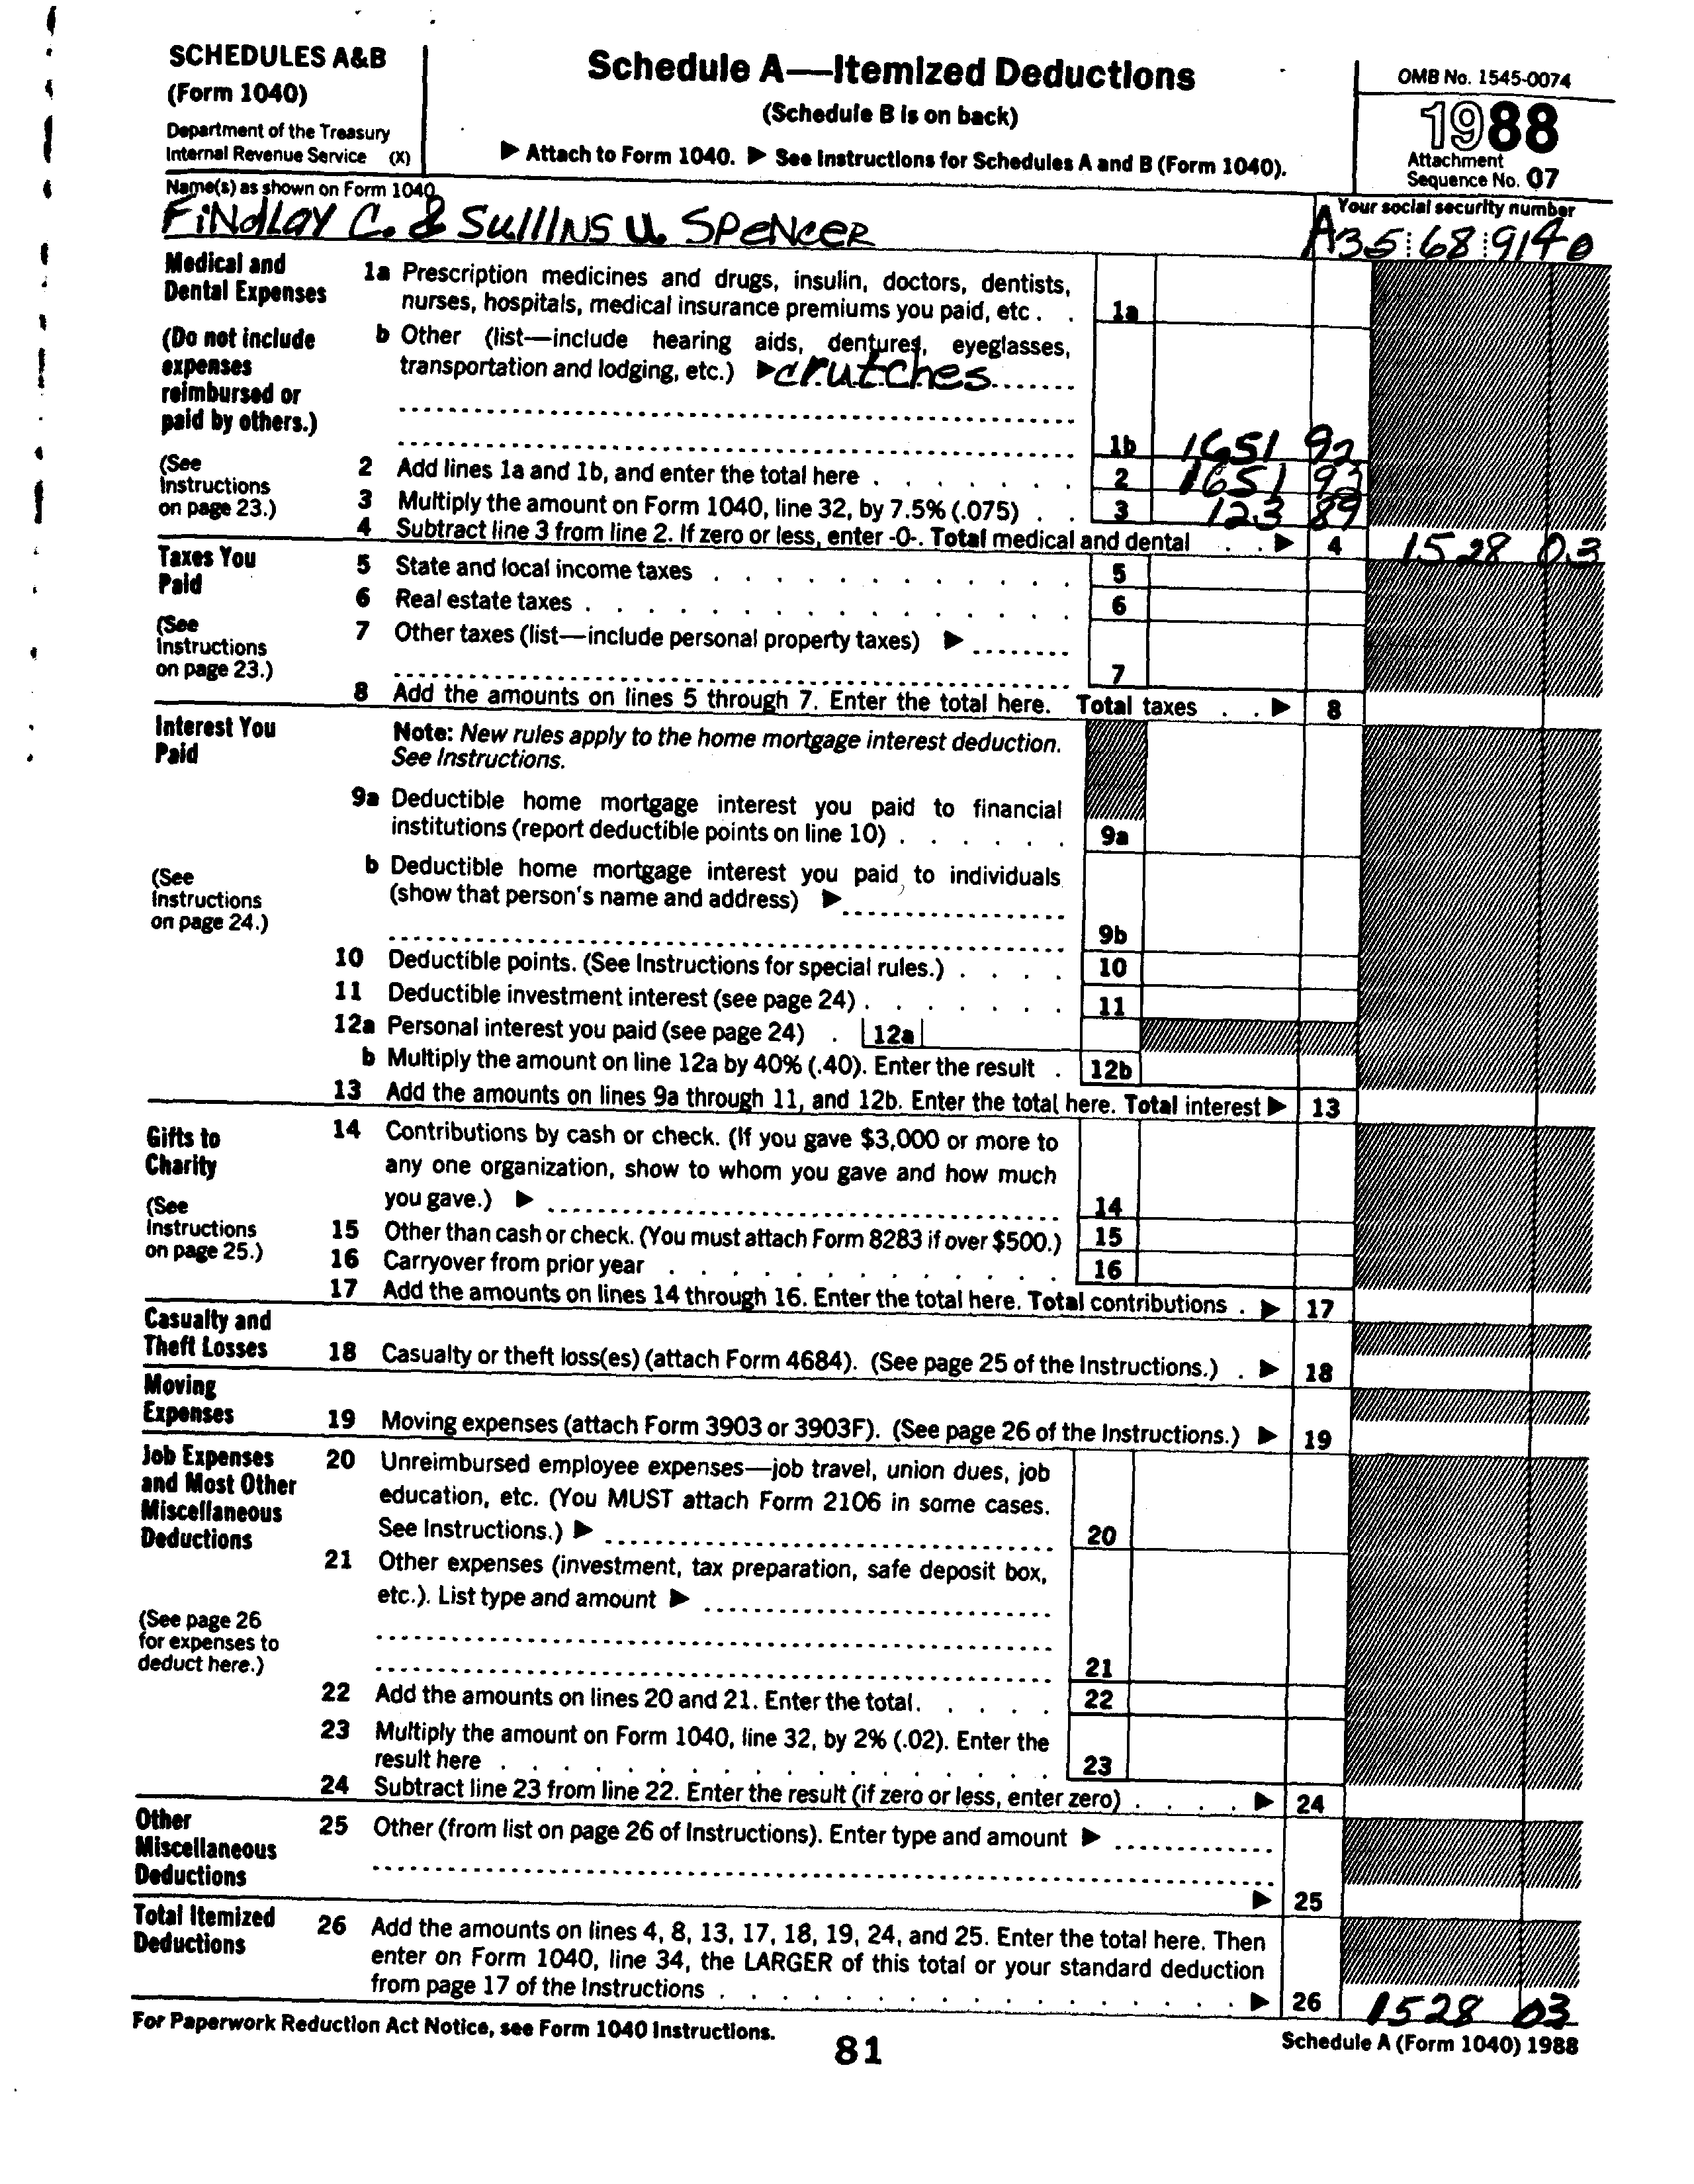 SCHEDULES A&B
(Form 1040)
Department of the Treasury
Internal Revenue Service (X)
Schedule A—Itemized Deductions
(Schedule B is on back)
▶ Attach to Form 1040. ▶ See Instructions for Schedules A and B (Form 1040).
OMB No. 1545-0074
1988
Attachment
Sequence No. 07
Name(s) as shown on Form 1040
FiNdLay C. & SullINS U. SPeNceR
Your social security number
A35 68 9140
Medical and
Dental Expenses
(Do not include
expenses
reimbursed or
paid by others.)
(See
Instructions
on page 23.)
1a Prescription medicines and drugs, insulin, doctors, dentists,
nurses, hospitals, medical insurance premiums you paid, etc . . 1a
b Other (list—include hearing aids, dentures, eyeglasses,
transportation and lodging, etc.) ▶ crutches
1b 1651 92
2 Add lines 1a and 1b, and enter the total here . . . . . . . 2 1651 92
3 Multiply the amount on Form 1040, line 32, by 7.5% (.075) . . 3 123 89
4 Subtract line 3 from line 2. If zero or less, enter -0-. Total medical and dental . . ▶ 4 1528 03
Taxes You
Paid
(See
Instructions
on page 23.)
5 State and local income taxes . . . . . . . . . . . 5
6 Real estate taxes . . . . . . . . . . . . . . . 6
7 Other taxes (list—include personal property taxes) ▶
7
8 Add the amounts on lines 5 through 7. Enter the total here. Total taxes . . ▶ 8
Interest You
Paid
(See
Instructions
on page 24.)
Note: New rules apply to the home mortgage interest deduction.
See Instructions.
9a Deductible home mortgage interest you paid to financial
institutions (report deductible points on line 10) . . . . . . 9a
b Deductible home mortgage interest you paid to individuals
(show that person's name and address) ▶
9b
10 Deductible points. (See Instructions for special rules.) . . . . 10
11 Deductible investment interest (see page 24) . . . . . . . 11
12a Personal interest you paid (see page 24) . 12a
b Multiply the amount on line 12a by 40% (.40). Enter the result . 12b
13 Add the amounts on lines 9a through 11, and 12b. Enter the total here. Total interest ▶ 13
Gifts to
Charity
(See
Instructions
on page 25.)
14 Contributions by cash or check. (If you gave $3,000 or more to
any one organization, show to whom you gave and how much
you gave.) ▶ 14
15 Other than cash or check. (You must attach Form 8283 if over $500.) 15
16 Carryover from prior year . . . . . . . . . . . . 16
17 Add the amounts on lines 14 through 16. Enter the total here. Total contributions . ▶ 17
Casualty and
Theft Losses
18 Casualty or theft loss(es) (attach Form 4684). (See page 25 of the Instructions.) . ▶ 18
Moving
Expenses
19 Moving expenses (attach Form 3903 or 3903F). (See page 26 of the Instructions.) ▶ 19
Job Expenses
and Most Other
Miscellaneous
Deductions
(See page 26
for expenses to
deduct here.)
20 Unreimbursed employee expenses—job travel, union dues, job
education, etc. (You MUST attach Form 2106 in some cases.
See Instructions.) ▶ 20
21 Other expenses (investment, tax preparation, safe deposit box,
etc.). List type and amount ▶
21
22 Add the amounts on lines 20 and 21. Enter the total. . . . . 22
23 Multiply the amount on Form 1040, line 32, by 2% (.02). Enter the
result here . . . . . . . . . . . . . . . . . 23
24 Subtract line 23 from line 22. Enter the result (if zero or less, enter zero) . . . . ▶ 24
Other
Miscellaneous
Deductions
25 Other (from list on page 26 of Instructions). Enter type and amount ▶
▶ 25
Total Itemized
Deductions
26 Add the amounts on lines 4, 8, 13, 17, 18, 19, 24, and 25. Enter the total here. Then
enter on Form 1040, line 34, the LARGER of this total or your standard deduction
from page 17 of the Instructions . . . . . . . . . . . . . . . . ▶ 26 1528 03
For Paperwork Reduction Act Notice, see Form 1040 Instructions.
81
Schedule A (Form 1040) 1988